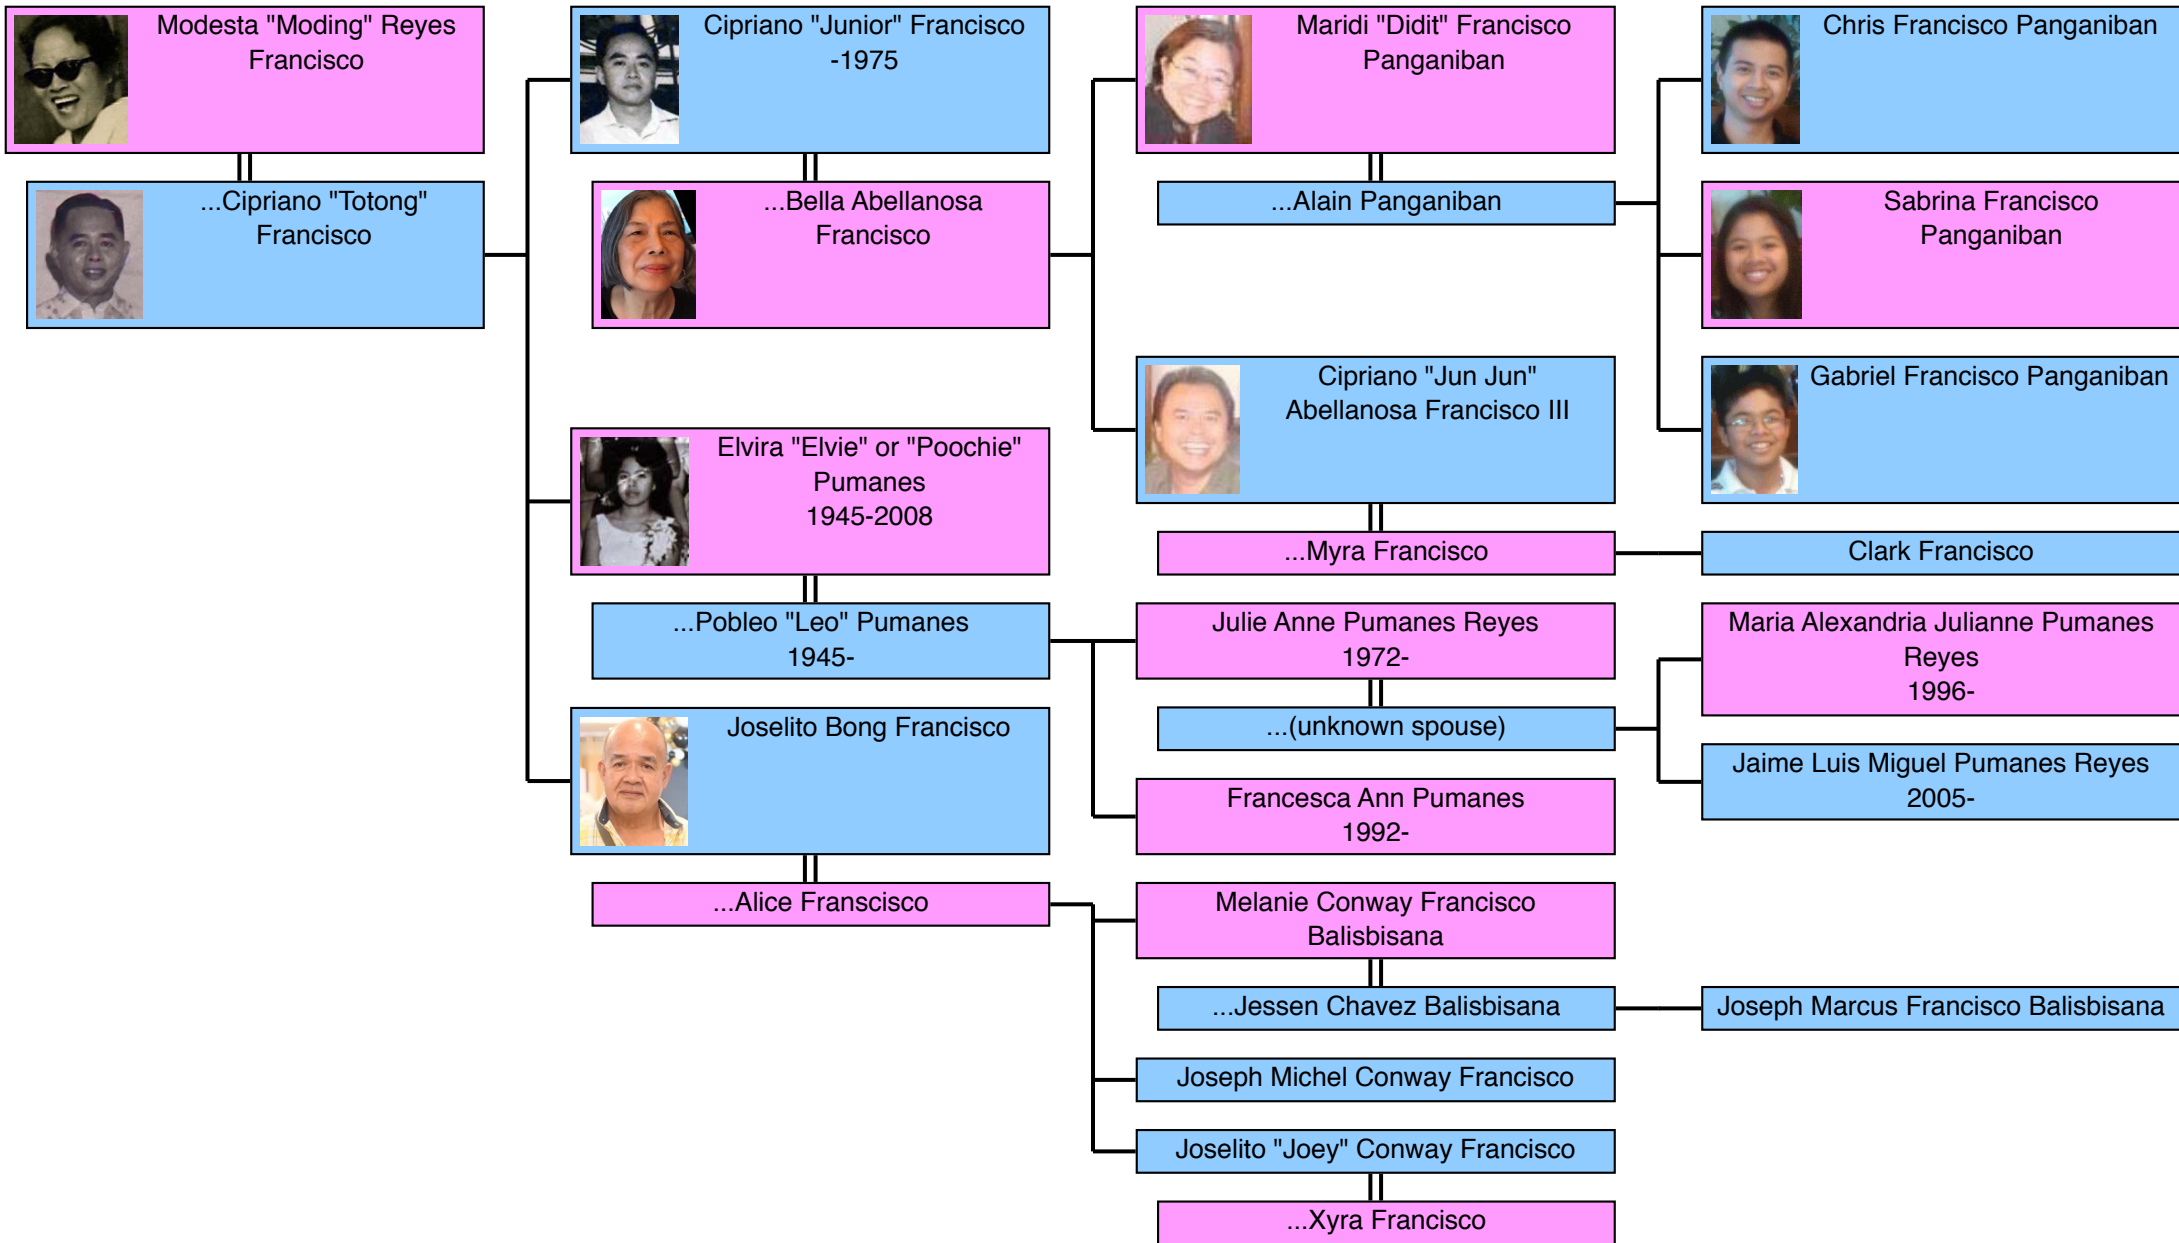 Modesta "Moding" Reyes
Francisco
...Cipriano "Totong"
Francisco
Cipriano "Junior" Francisco
-1975
...Bella Abellanosa
Francisco
Elvira "Elvie" or "Poochie"
Pumanes
1945-2008
...Pobleo "Leo" Pumanes
1945-
Joselito Bong Francisco
...Alice Franscisco
Maridi "Didit" Francisco
Panganiban
...Alain Panganiban
Cipriano "Jun Jun"
Abellanosa Francisco III
...Myra Francisco
Julie Anne Pumanes Reyes
1972-
...(unknown spouse)
Francesca Ann Pumanes
1992-
Melanie Conway Francisco
Balisbisana
...Jessen Chavez Balisbisana
Joseph Michel Conway Francisco
Joselito "Joey" Conway Francisco
...Xyra Francisco
Chris Francisco Panganiban
Sabrina Francisco
Panganiban
Gabriel Francisco Panganiban
Clark Francisco
Maria Alexandria Julianne Pumanes
Reyes
1996-
Jaime Luis Miguel Pumanes Reyes
2005-
Joseph Marcus Francisco Balisbisana